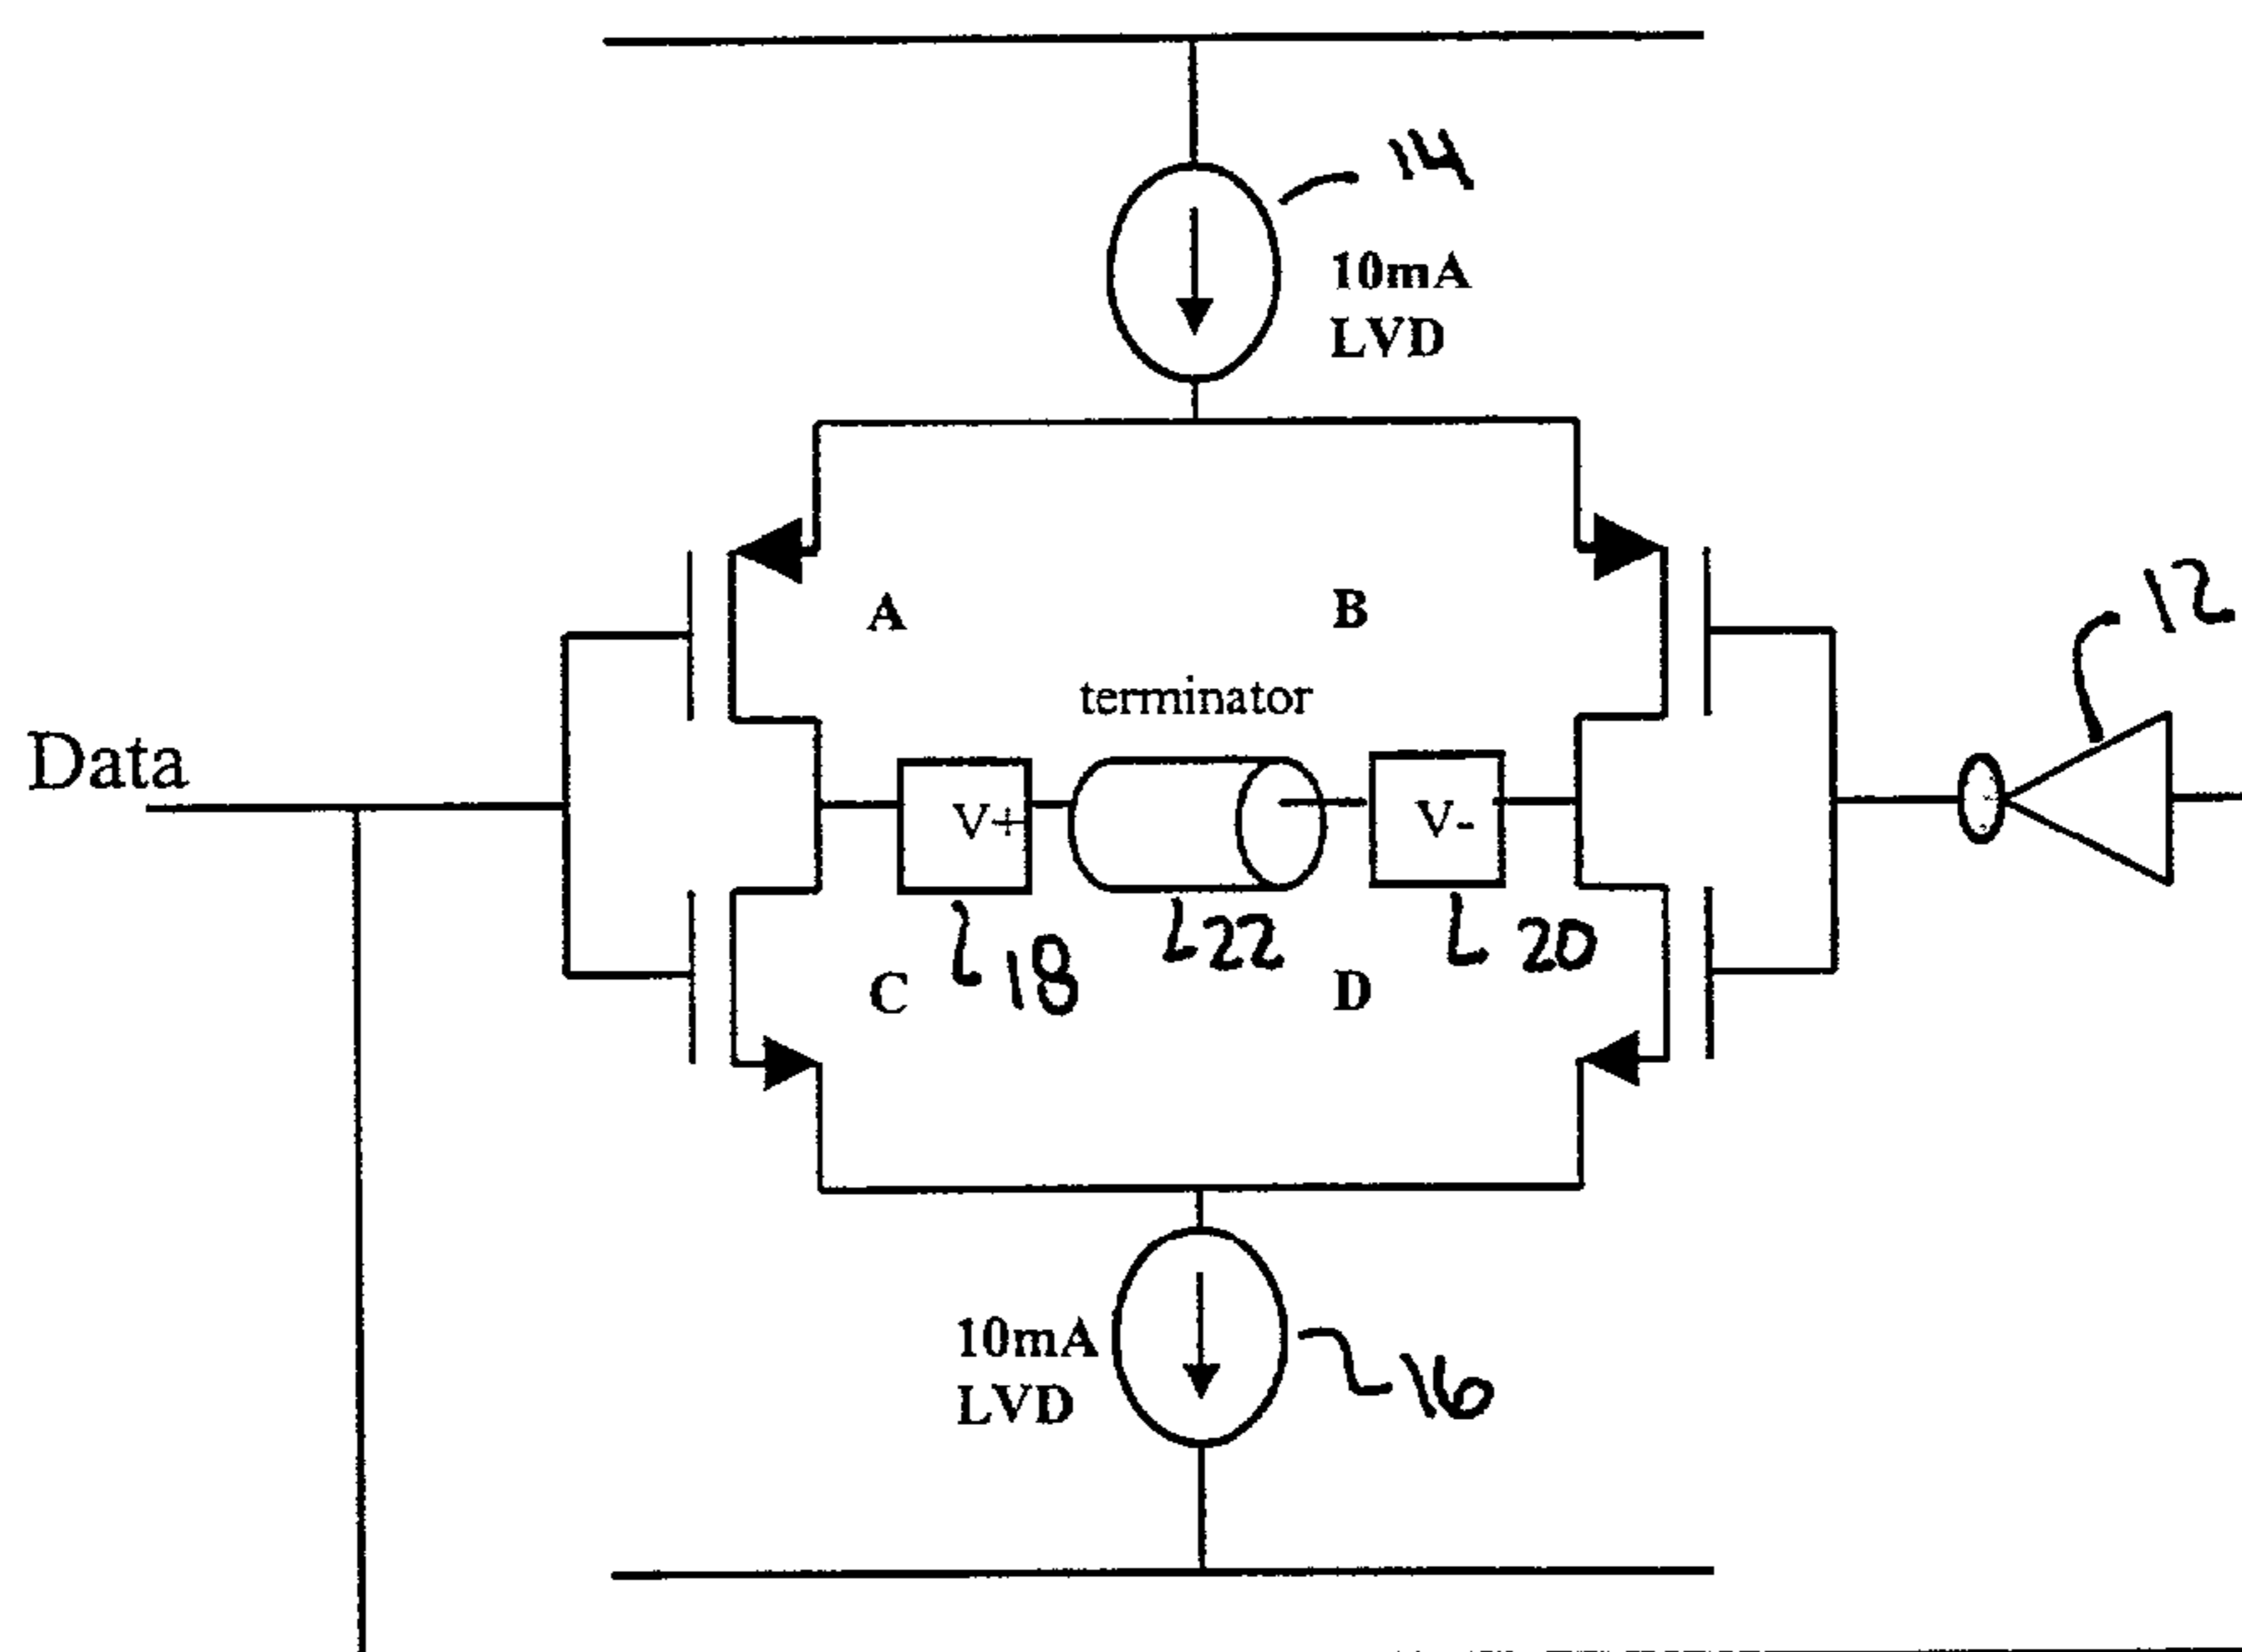 14
10mA
LVD
12
A
B
terminator
Data
V+
V-
18
22
20
C
D
10mA
LVD
16